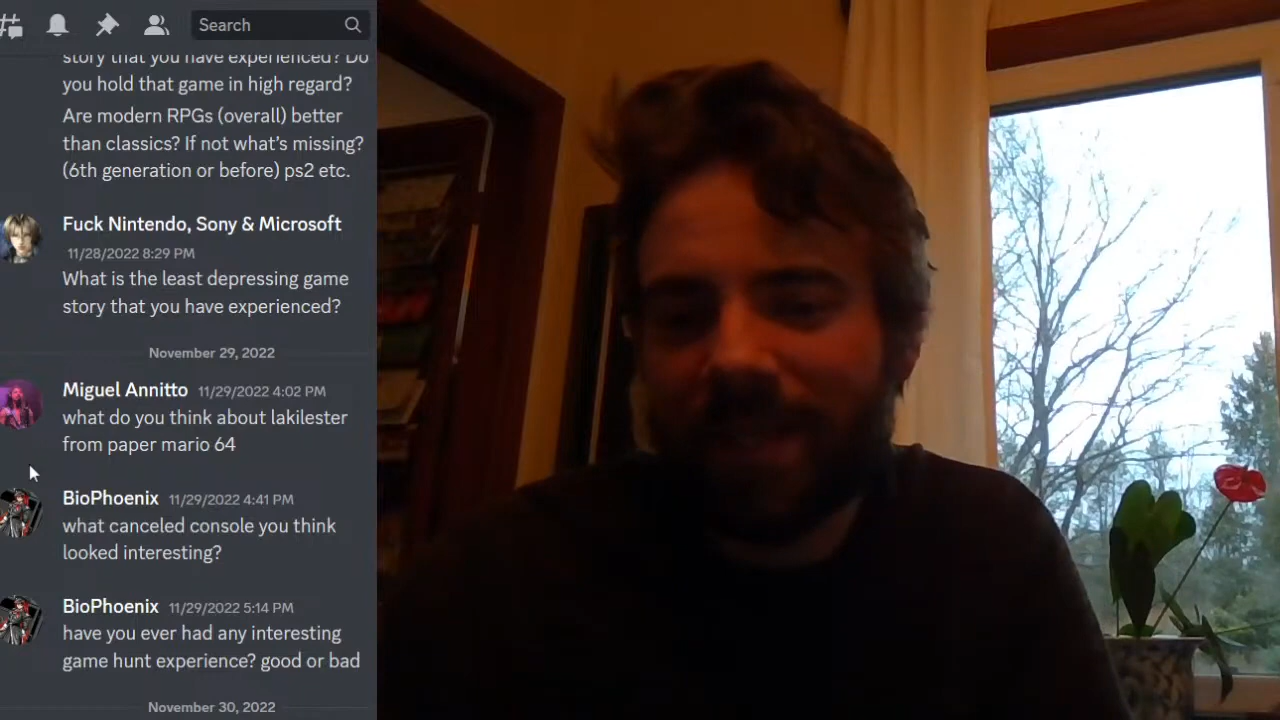 Search
story that you have experienced? Do
you hold that game in high regard?
Are modern RPGs (overall) better
than classics? If not what's missing?
(6th generation or before) ps2 etc.
Fuck Nintendo, Sony & Microsoft
11/28/2022 8:29 PM
What is the least depressing game
story that you have experienced?
November 29, 2022
Miguel Annitto 11/29/2022 4:02 PM
what do you think about lakilester
from paper mario 64
BioPhoenix 11/29/2022 4:41 PM
what canceled console you think
looked interesting?
BioPhoenix 11/29/2022 5:14 PM
have you ever had any interesting
game hunt experience? good or bad
November 30, 2022